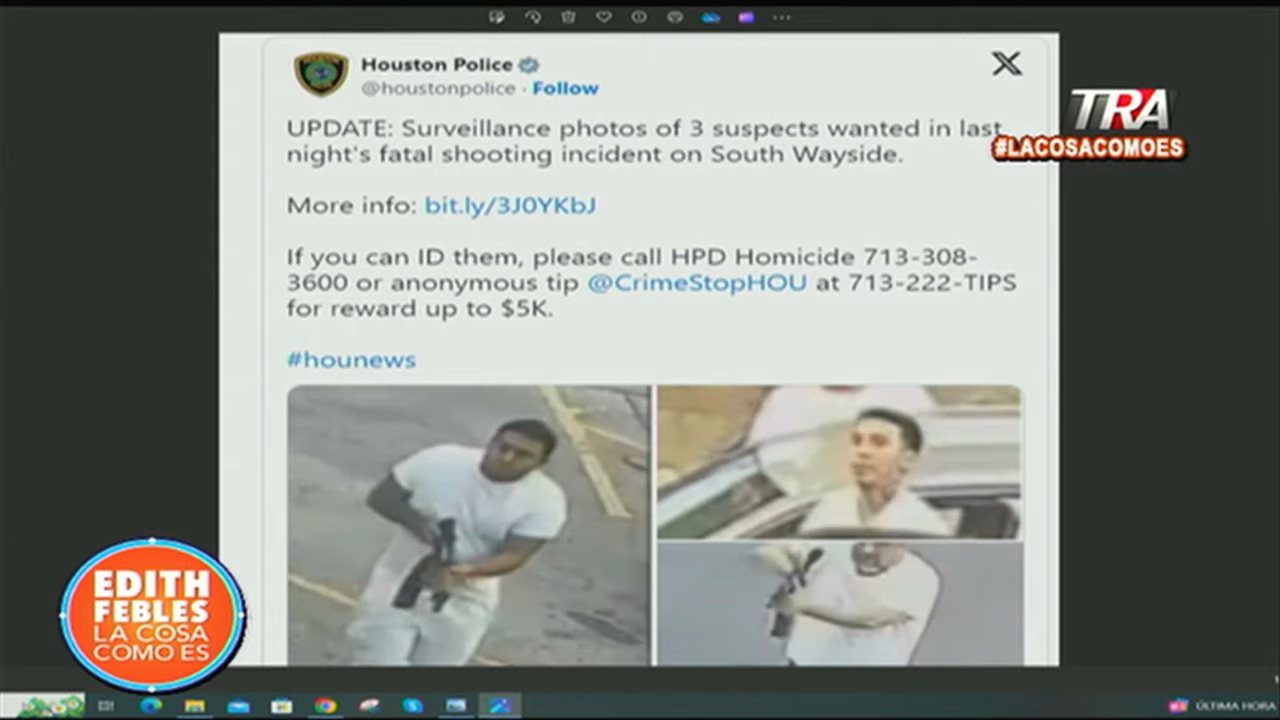 Houston Police
@houstonpolice · Follow
UPDATE: Surveillance photos of 3 suspects wanted in last
night's fatal shooting incident on South Wayside.
More info: bit.ly/3J0YKbJ
If you can ID them, please call HPD Homicide 713-308-
3600 or anonymous tip @CrimeStopHOU at 713-222-TIPS
for reward up to $5K.
#hounews
TRA
#LACOSACOMOES
EDITH
FEBLES
LA COSA
COMO ES
ÚLTIMA HORA